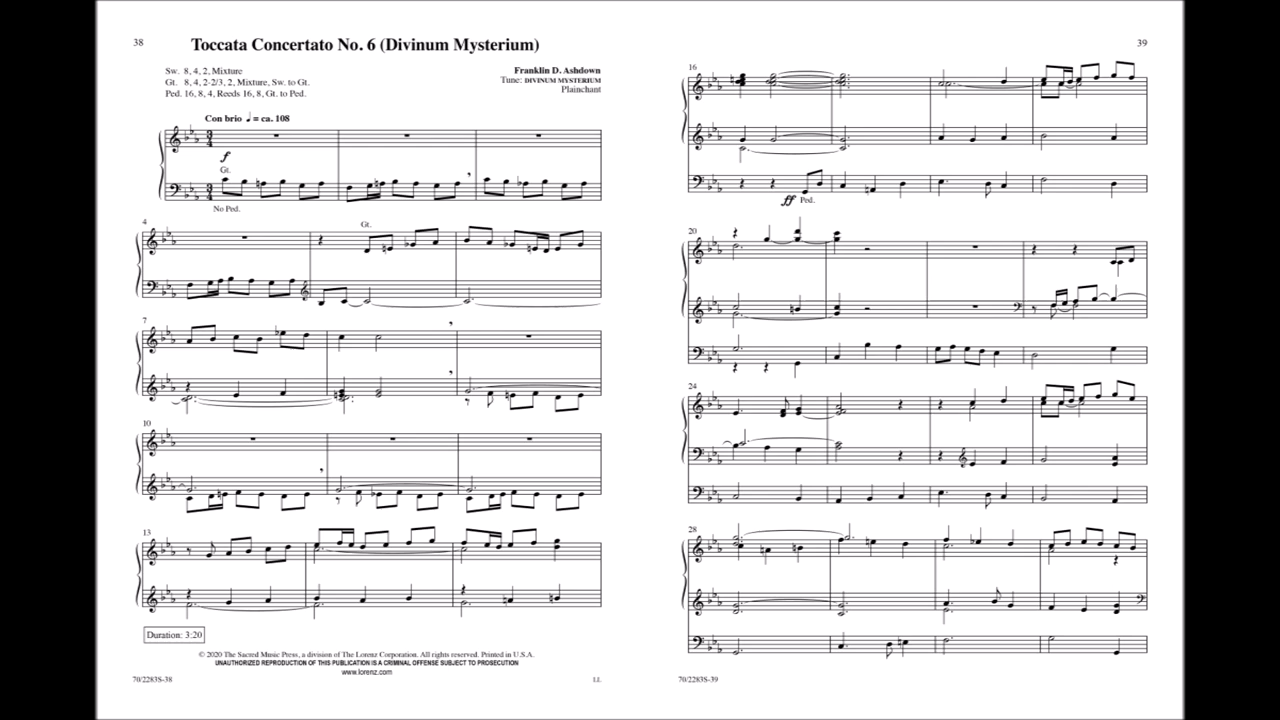 38
Toccata Concertato No. 6 (Divinum Mysterium)
Sw. 8, 4, 2, Mixture
Gt. 8, 4, 2-2/3, 2, Mixture, Sw. to Gt.
Ped. 16, 8, 4, Reeds 16, 8, Gt. to Ped.
Franklin D. Ashdown
Tune: DIVINUM MYSTERIUM
Plainchant
Con brio ♩ = ca. 108
f
Gt.
No Ped.
4
Gt.
7
10
13
Duration: 3:20
© 2020 The Sacred Music Press, a division of The Lorenz Corporation. All rights reserved. Printed in U.S.A.
UNAUTHORIZED REPRODUCTION OF THIS PUBLICATION IS A CRIMINAL OFFENSE SUBJECT TO PROSECUTION
www.lorenz.com
70/2283S-38
39
16
ff Ped.
20
24
28
70/2283S-39